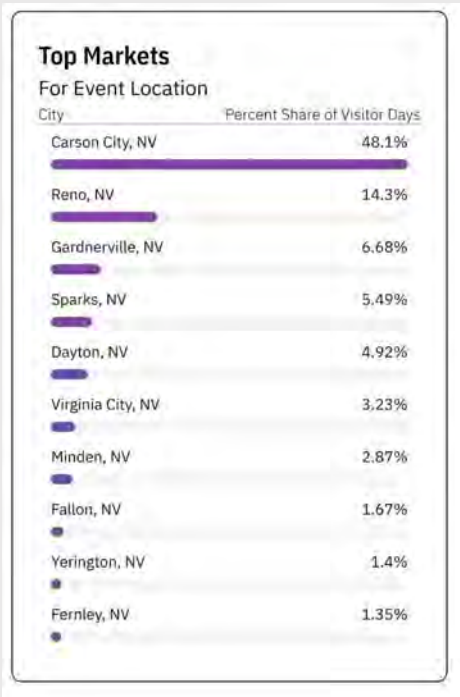 Top Markets
For Event Location
City Percent Share of Visitor Days
Carson City, NV 48.1%
Reno, NV 14.3%
Gardnerville, NV 6.68%
Sparks, NV 5.49%
Dayton, NV 4.92%
Virginia City, NV 3.23%
Minden, NV 2.87%
Fallon, NV 1.67%
Yerington, NV 1.4%
Fernley, NV 1.35%